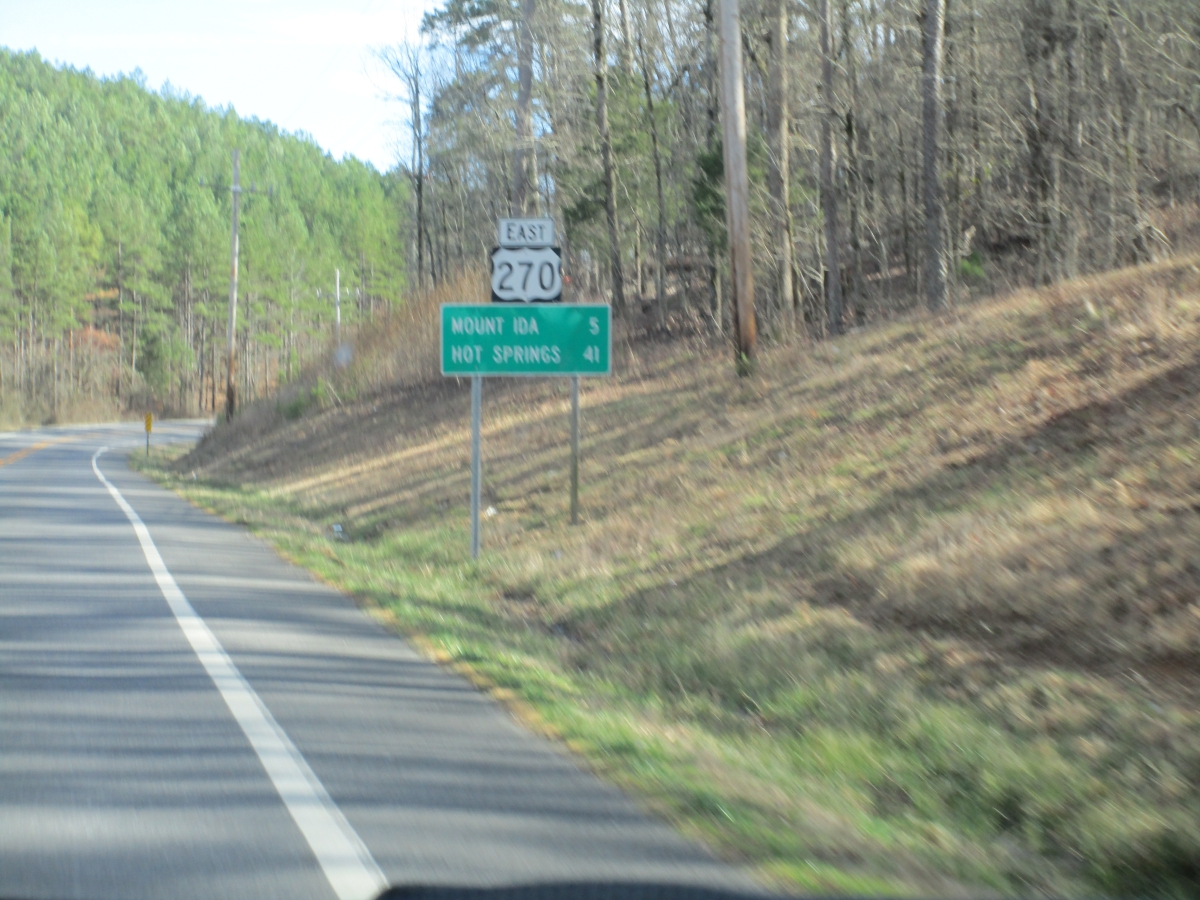 EAST
270
MOUNT IDA 5
HOT SPRINGS 41